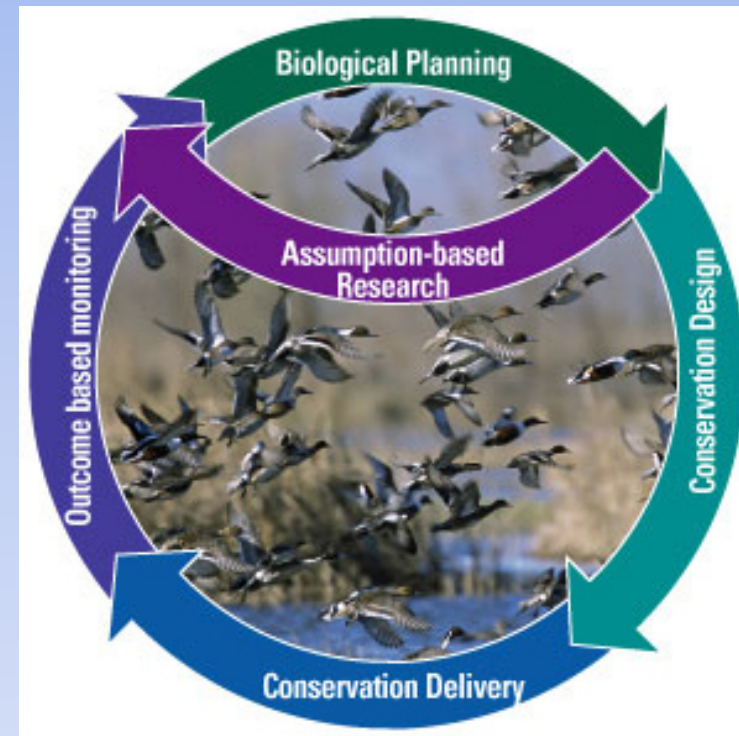 Biological Planning
Assumption-based
Research
Conservation Design
Conservation Delivery
Outcome based monitoring